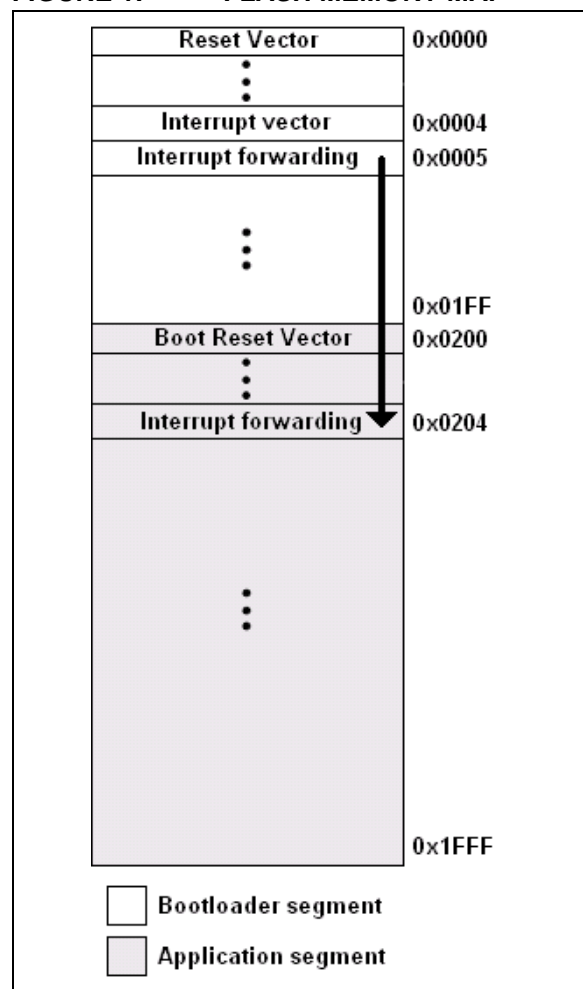 Reset Vector 0x0000
Interrupt vector 0x0004
Interrupt forwarding 0x0005
0x01FF
Boot Reset Vector 0x0200
Interrupt forwarding 0x0204
0x1FFF
Bootloader segment
Application segment